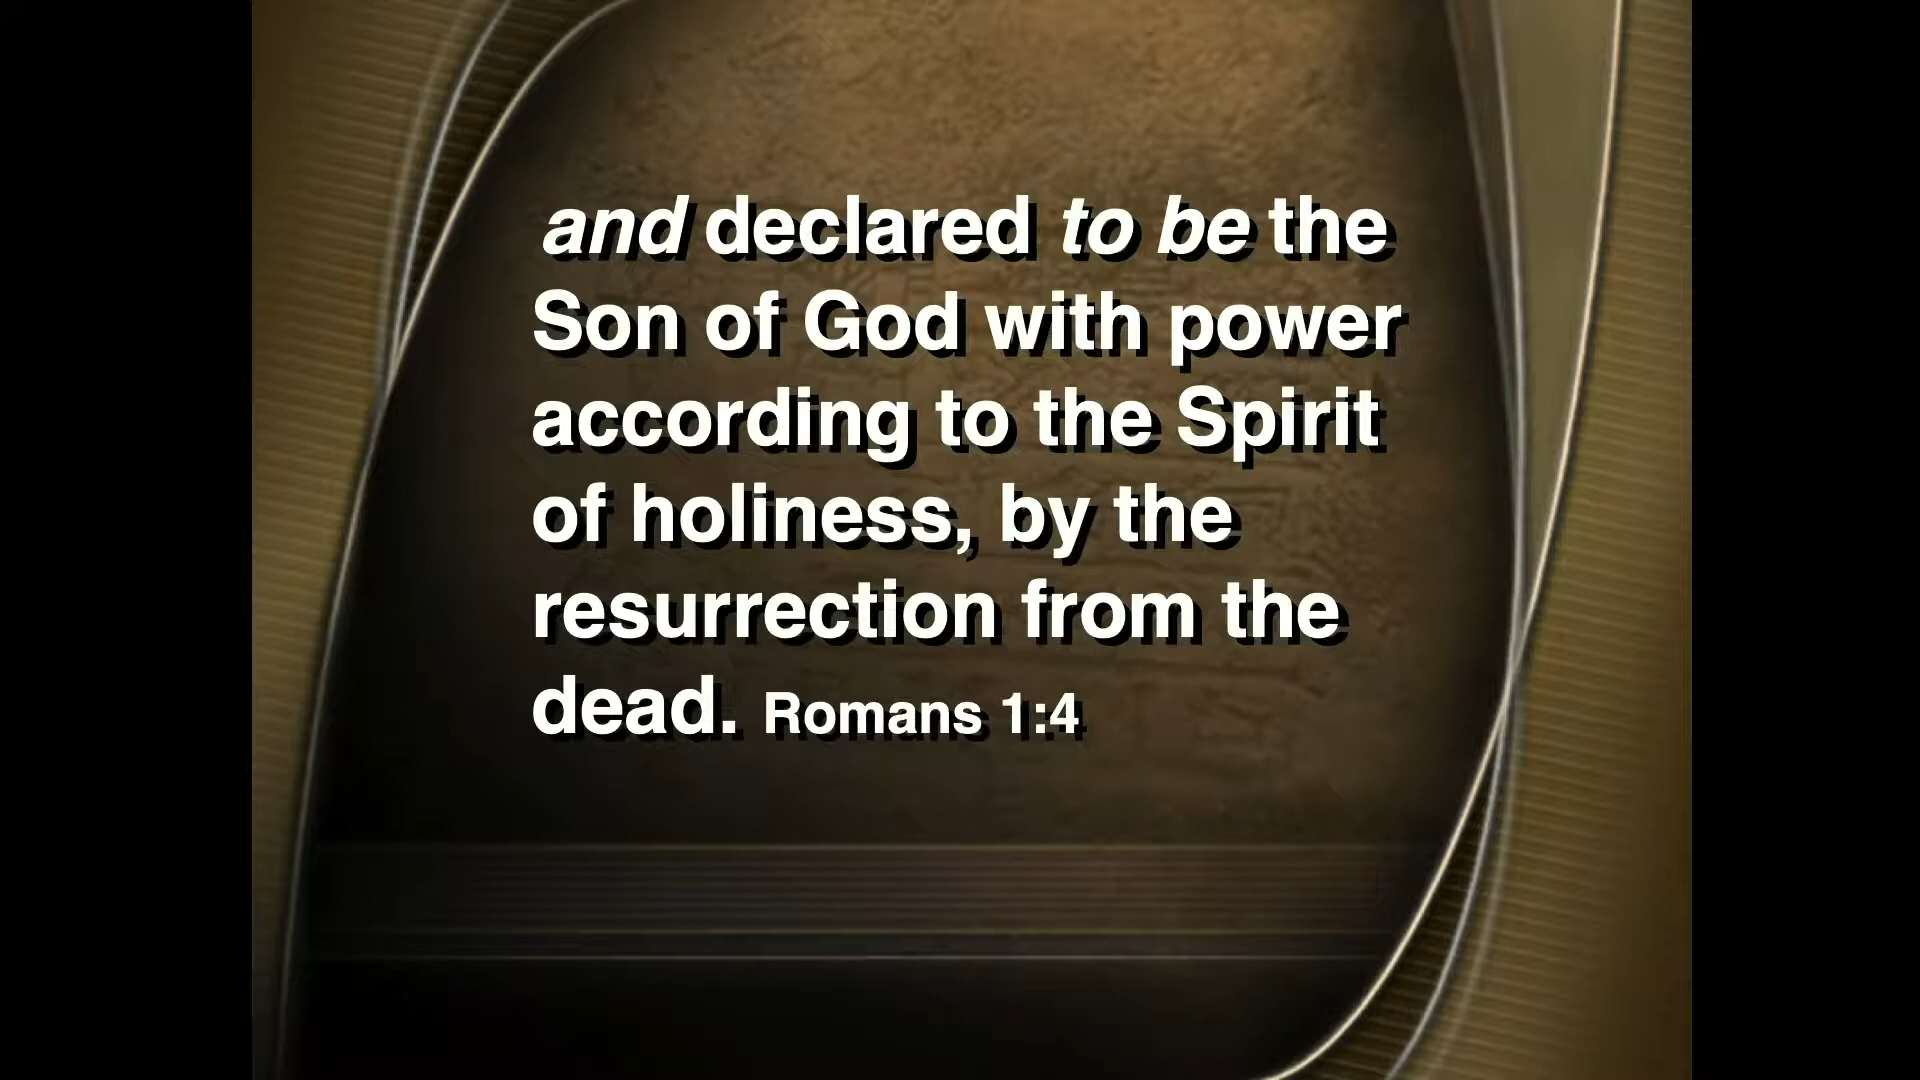 and declared to be the
Son of God with power
according to the Spirit
of holiness, by the
resurrection from the
dead. Romans 1:4